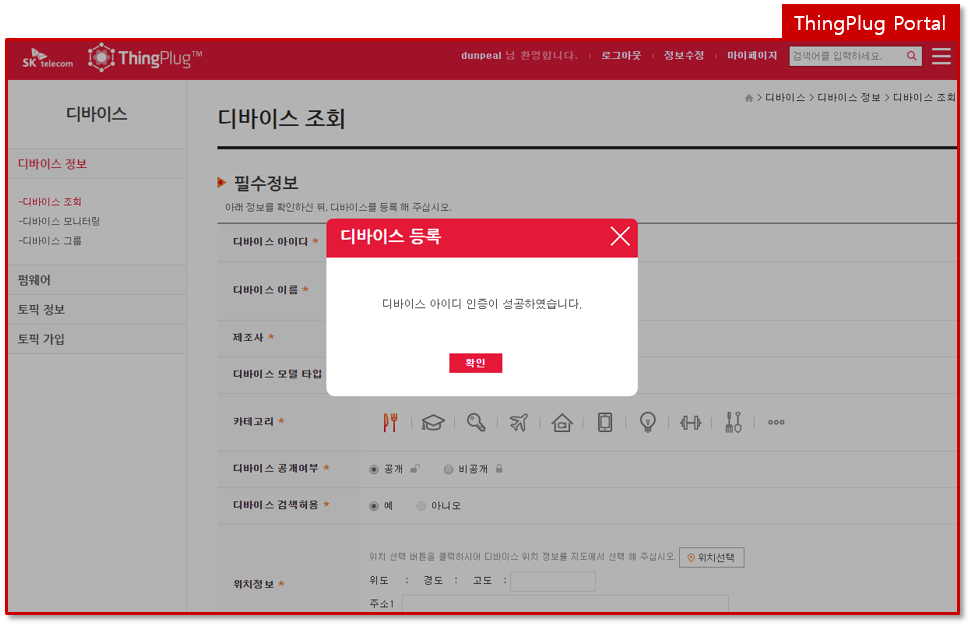 ThingPlug Portal
SK telecom ThingPlug™ dunpeal 님 환영합니다. 로그아웃 정보수정 마이페이지 검색어를 입력하세요.
> 디바이스 > 디바이스 정보 > 디바이스 조회
디바이스
디바이스 정보
-디바이스 조회
-디바이스 모니터링
-디바이스 그룹
펌웨어
토픽 정보
토픽 가입
디바이스 조회
필수정보
아래 정보를 확인하신 뒤, 디바이스를 등록 해 주십시오.
디바이스 등록
디바이스 아이디 인증이 성공하였습니다.
확인
디바이스 아이디 *
디바이스 이름 *
제조사 *
디바이스 모델 타입
카테고리 *
디바이스 공개여부 * 공개 비공개
디바이스 검색허용 * 예 아니오
위치 선택 버튼을 클릭하시어 디바이스 위치 정보를 지도에서 선택 해 주십시오. 위치선택
위치정보 *
위도 : 경도 : 고도 :
주소1